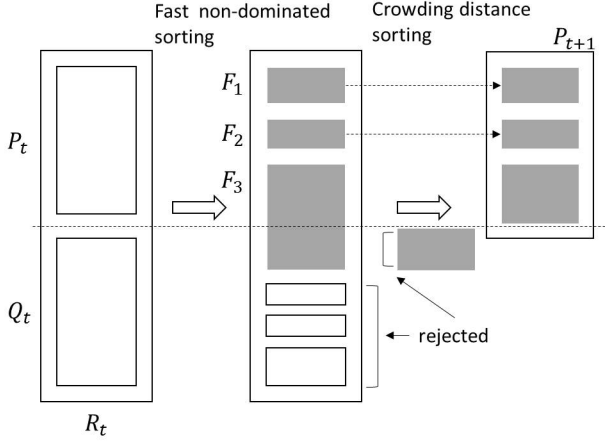 Fast non-dominated
sorting
Crowding distance
sorting
P_{t+1}
F_1
P_t
F_2
F_3
Q_t
rejected
R_t